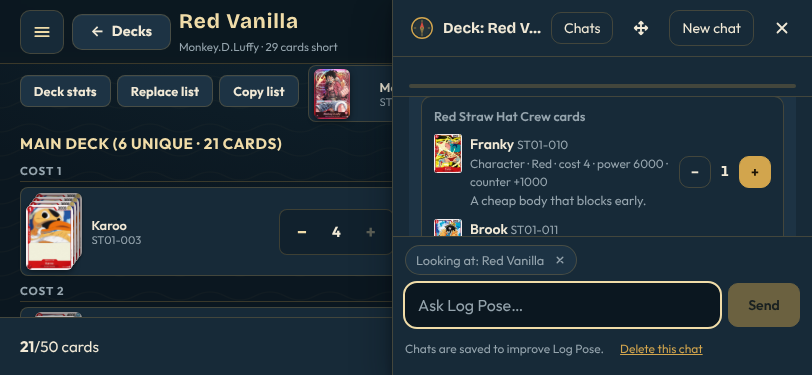 Decks
Red Vanilla
Monkey.D.Luffy · 29 cards short
Deck stats
Replace list
Copy list
MAIN DECK (6 UNIQUE · 21 CARDS)
COST 1
Karoo
ST01-003
− 4 +
COST 2
21/50 cards
Deck: Red V...
Chats
New chat
Red Straw Hat Crew cards
Franky ST01-010
Character · Red · cost 4 · power 6000 ·
counter +1000
A cheap body that blocks early.
− 1 +
Brook ST01-011
Looking at: Red Vanilla ×
Ask Log Pose...
Send
Chats are saved to improve Log Pose.
Delete this chat